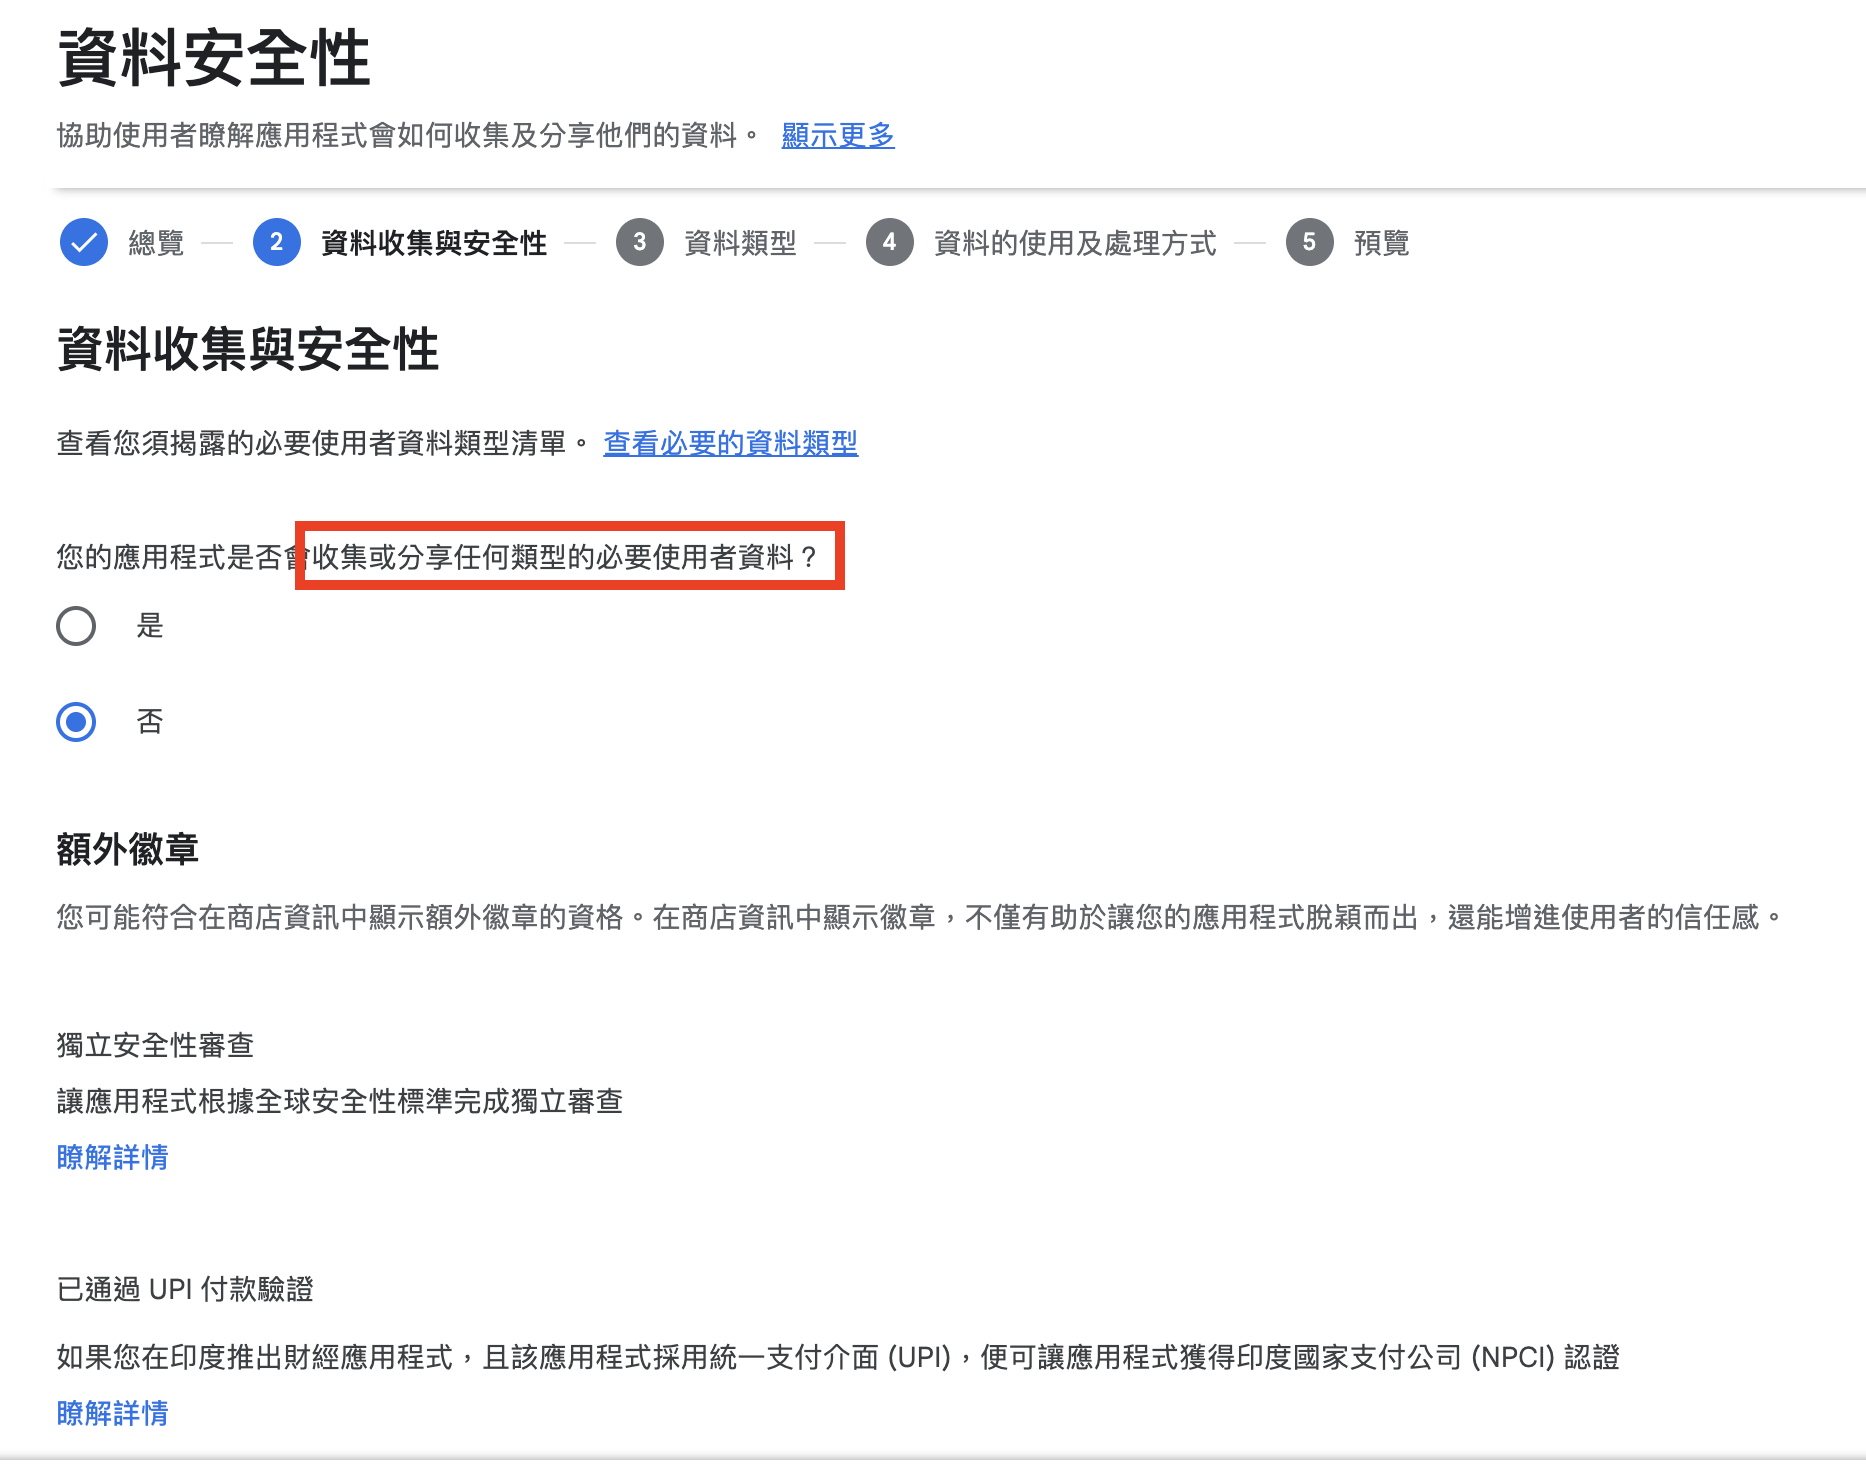 資料安全性
協助使用者瞭解應用程式會如何收集及分享他們的資料。 顯示更多
總覽 2 資料收集與安全性 3 資料類型 4 資料的使用及處理方式 5 預覽
資料收集與安全性
查看您須揭露的必要使用者資料類型清單。 查看必要的資料類型
您的應用程式是否會收集或分享任何類型的必要使用者資料?
是
否
額外徽章
您可能符合在商店資訊中顯示額外徽章的資格。在商店資訊中顯示徽章,不僅有助於讓您的應用程式脫穎而出,還能增進使用者的信任感。
獨立安全性審查
讓應用程式根據全球安全性標準完成獨立審查
瞭解詳情
已通過 UPI 付款驗證
如果您在印度推出財經應用程式,且該應用程式採用統一支付介面 (UPI),便可讓應用程式獲得印度國家支付公司 (NPCI) 認證
瞭解詳情